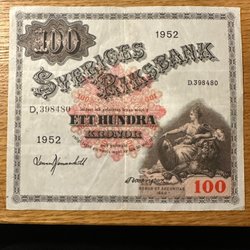 100
1952
SVERIGES
RIKSBANK
D. 398480
D. 398480
ETT HUNDRA
KRONOR
1952
100